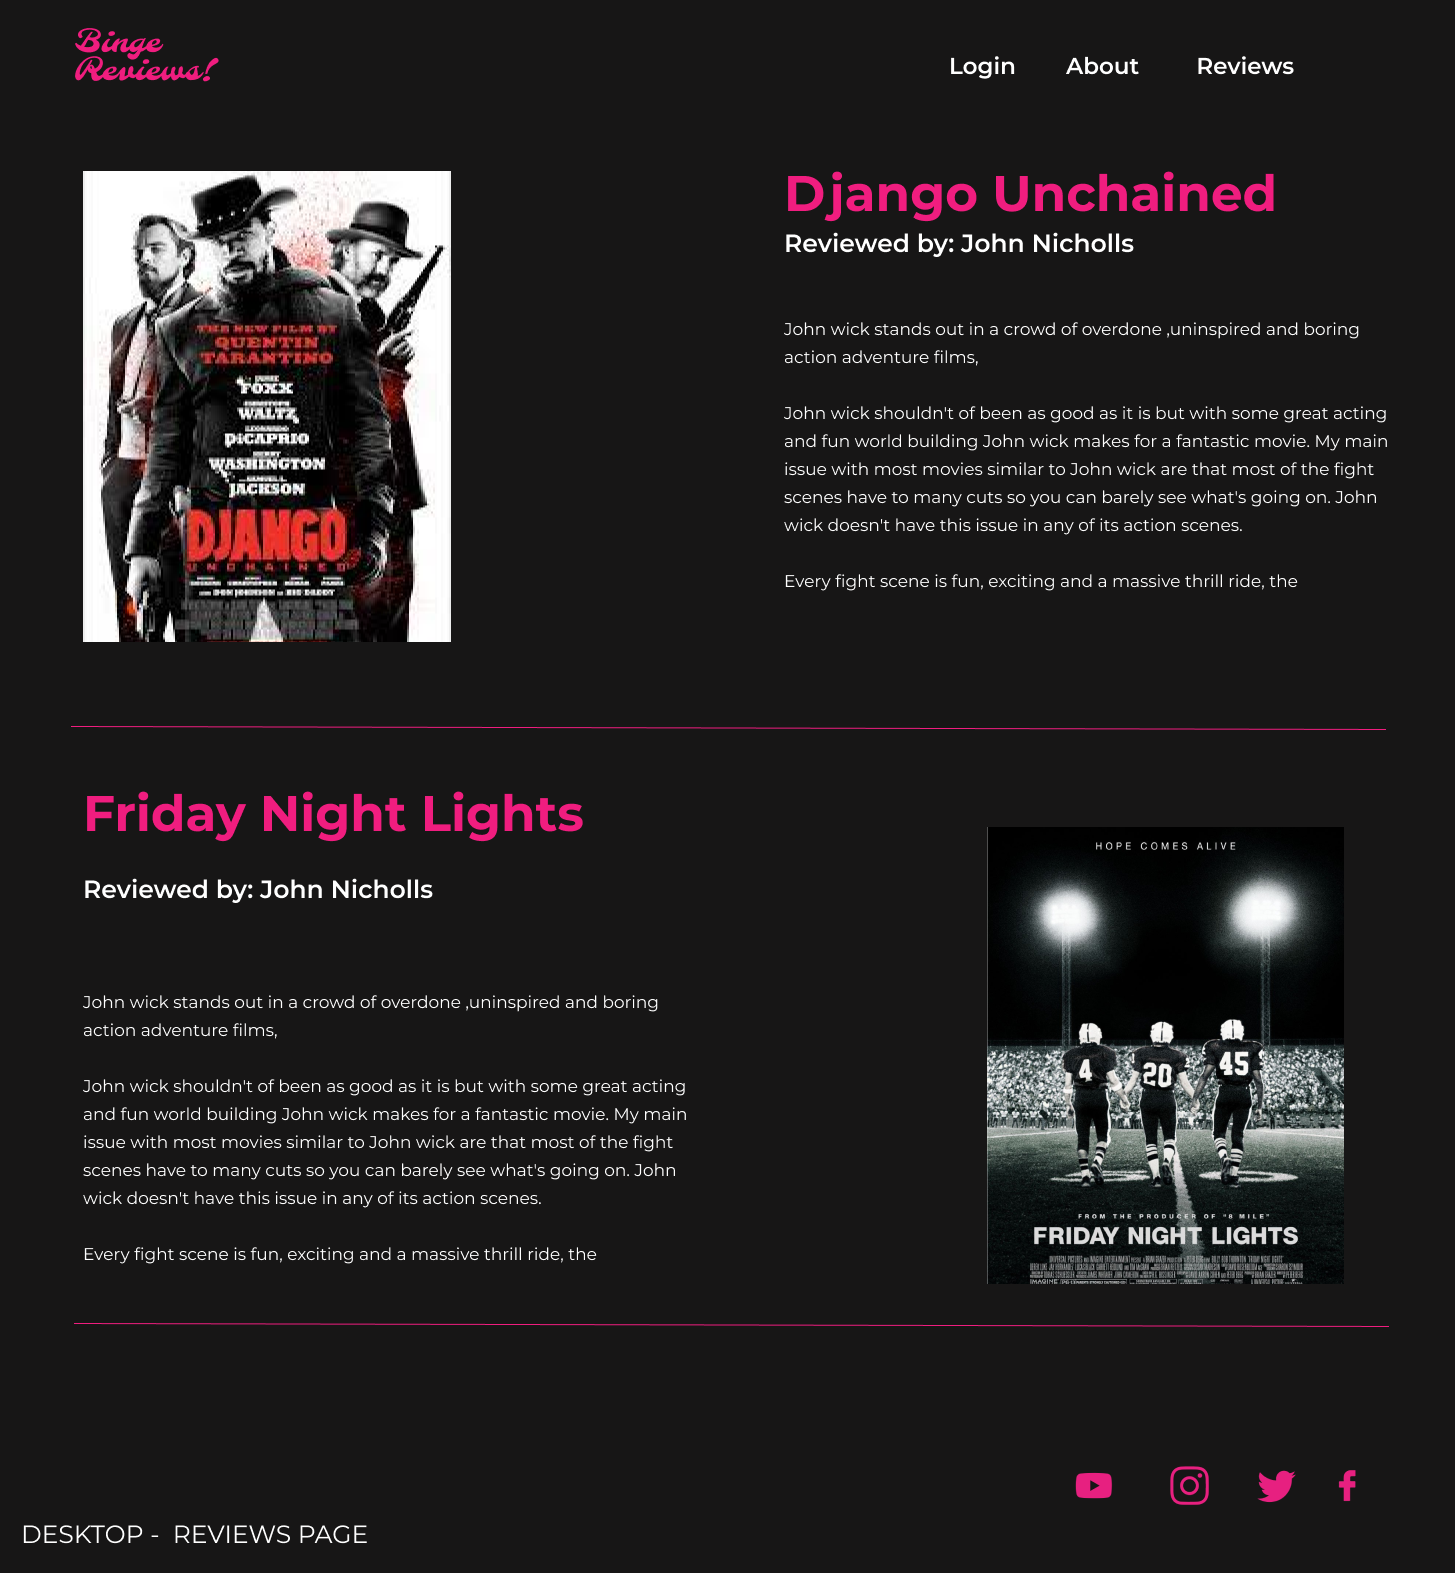 Binge
Reviews!
Login About Reviews
THE NEW FILM BY
QUENTIN
TARANTINO
JAMIE
FOXX
CHRISTOPH
WALTZ
LEONARDO
DiCAPRIO
KERRY
WASHINGTON
SAMUEL L.
JACKSON
DJANGO
UNCHAINED
DON JOHNSON
Django Unchained
Reviewed by: John Nicholls
John wick stands out in a crowd of overdone ,uninspired and boring
action adventure films,
John wick shouldn't of been as good as it is but with some great acting
and fun world building John wick makes for a fantastic movie. My main
issue with most movies similar to John wick are that most of the fight
scenes have to many cuts so you can barely see what's going on. John
wick doesn't have this issue in any of its action scenes.
Every fight scene is fun, exciting and a massive thrill ride, the
Friday Night Lights
Reviewed by: John Nicholls
John wick stands out in a crowd of overdone ,uninspired and boring
action adventure films,
John wick shouldn't of been as good as it is but with some great acting
and fun world building John wick makes for a fantastic movie. My main
issue with most movies similar to John wick are that most of the fight
scenes have to many cuts so you can barely see what's going on. John
wick doesn't have this issue in any of its action scenes.
Every fight scene is fun, exciting and a massive thrill ride, the
HOPE COMES ALIVE
4
20
45
FROM THE PRODUCER OF "8 MILE"
FRIDAY NIGHT LIGHTS
DESKTOP - REVIEWS PAGE